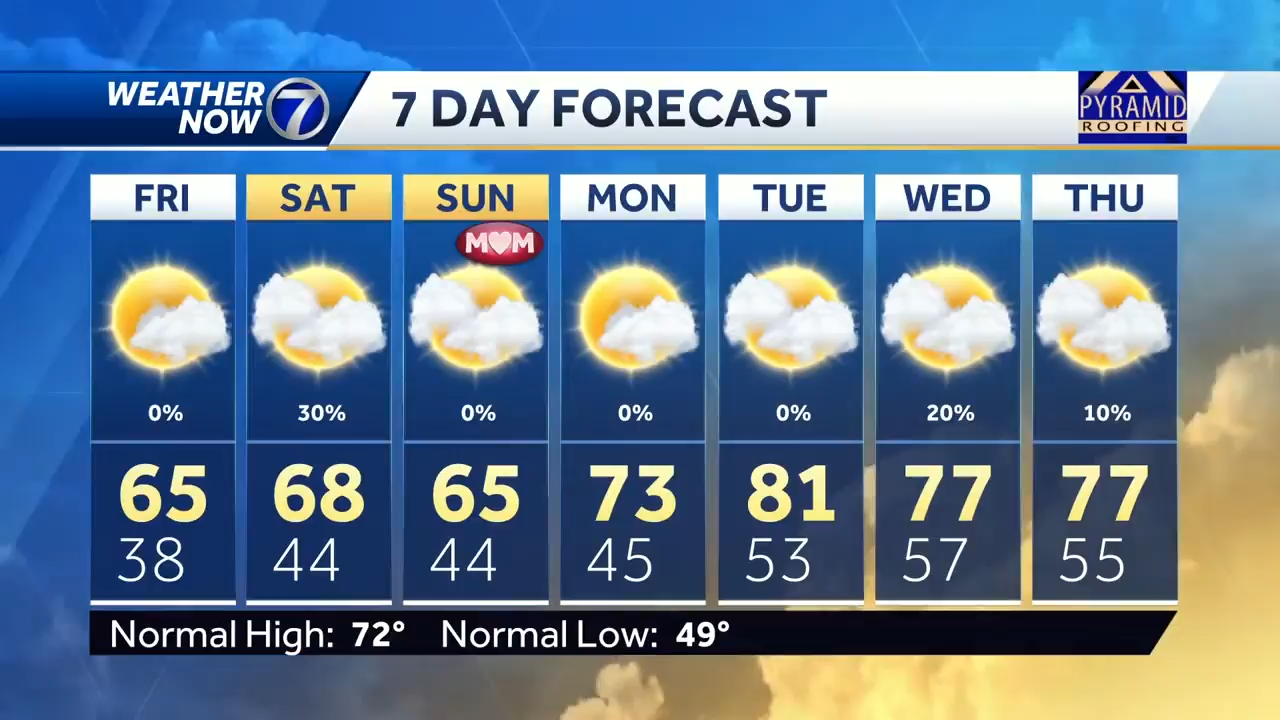 WEATHER
NOW 7
7 DAY FORECAST
PYRAMID
ROOFING
FRI SAT SUN MON TUE WED THU
M♥M
0% 30% 0% 0% 0% 20% 10%
65 68 65 73 81 77 77
38 44 44 45 53 57 55
Normal High: 72° Normal Low: 49°